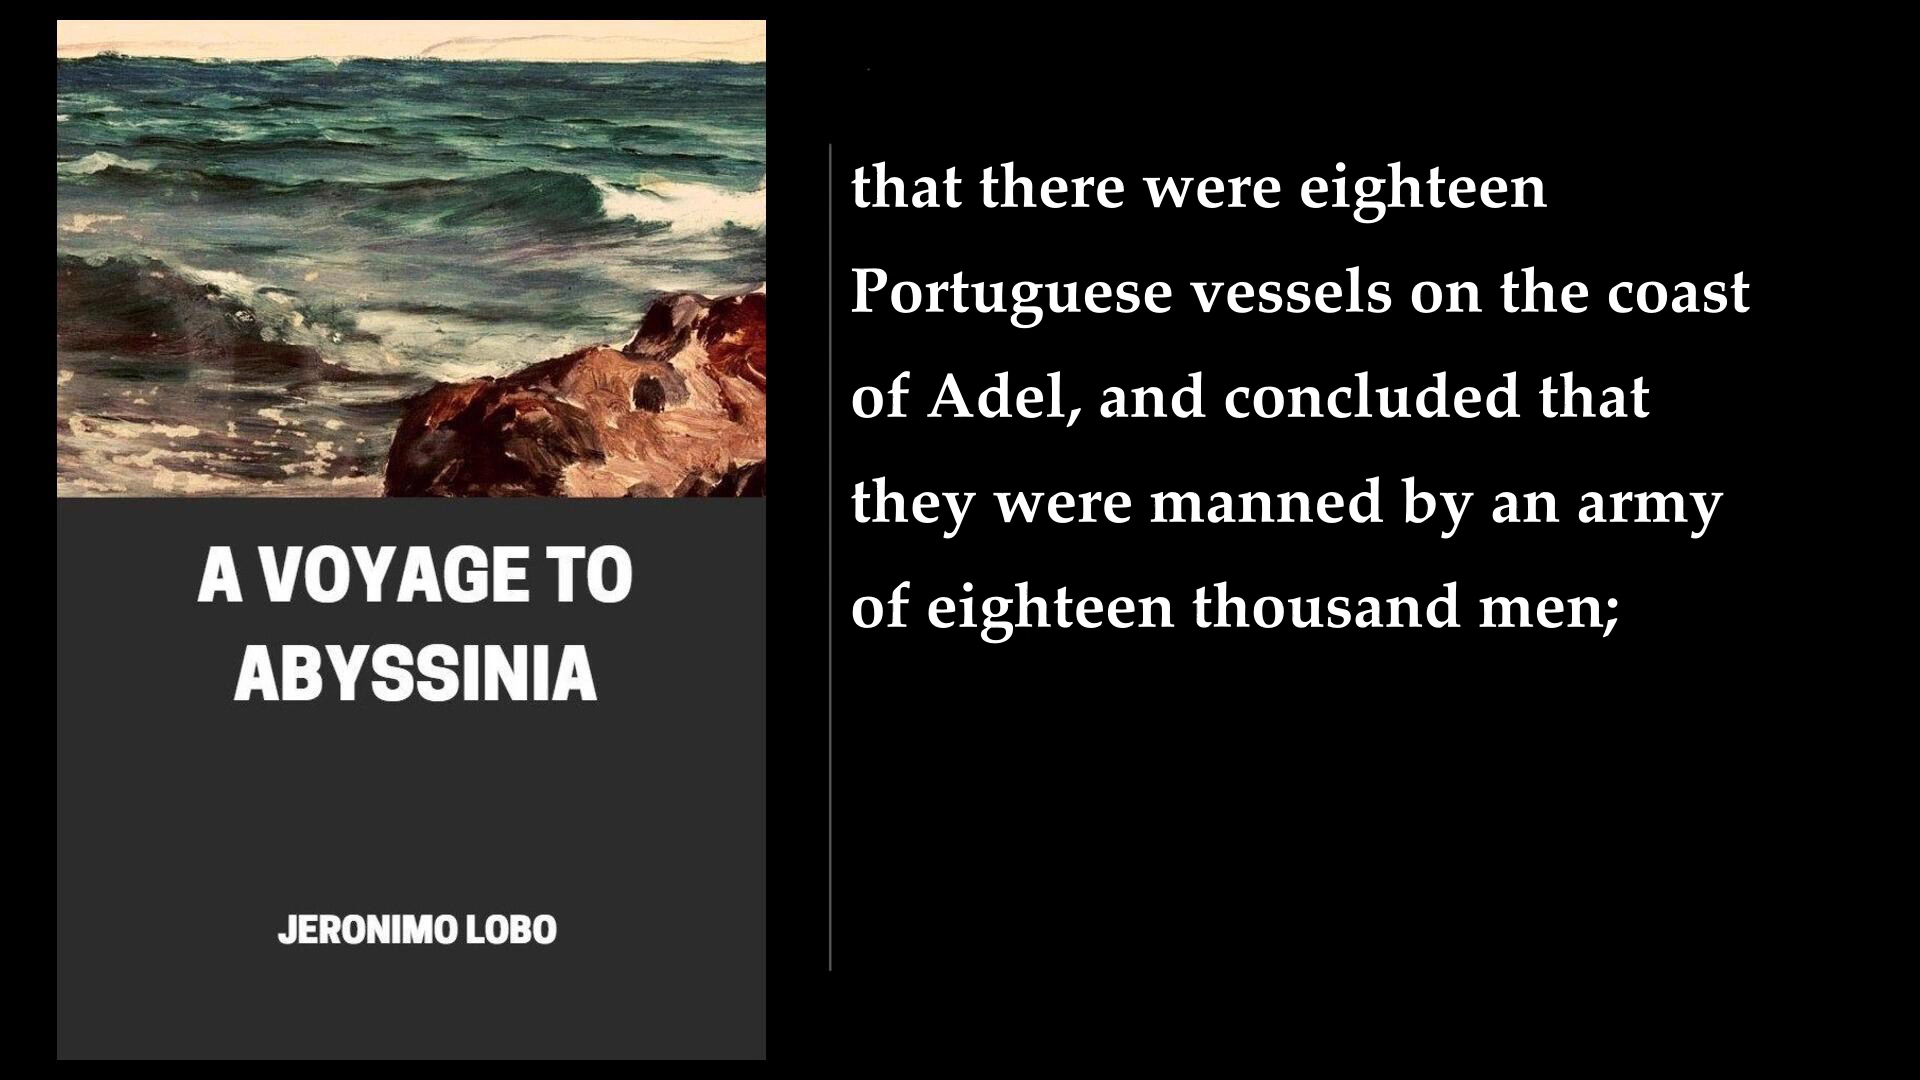 A VOYAGE TO
ABYSSINIA
JERONIMO LOBO
that there were eighteen
Portuguese vessels on the coast
of Adel, and concluded that
they were manned by an army
of eighteen thousand men;